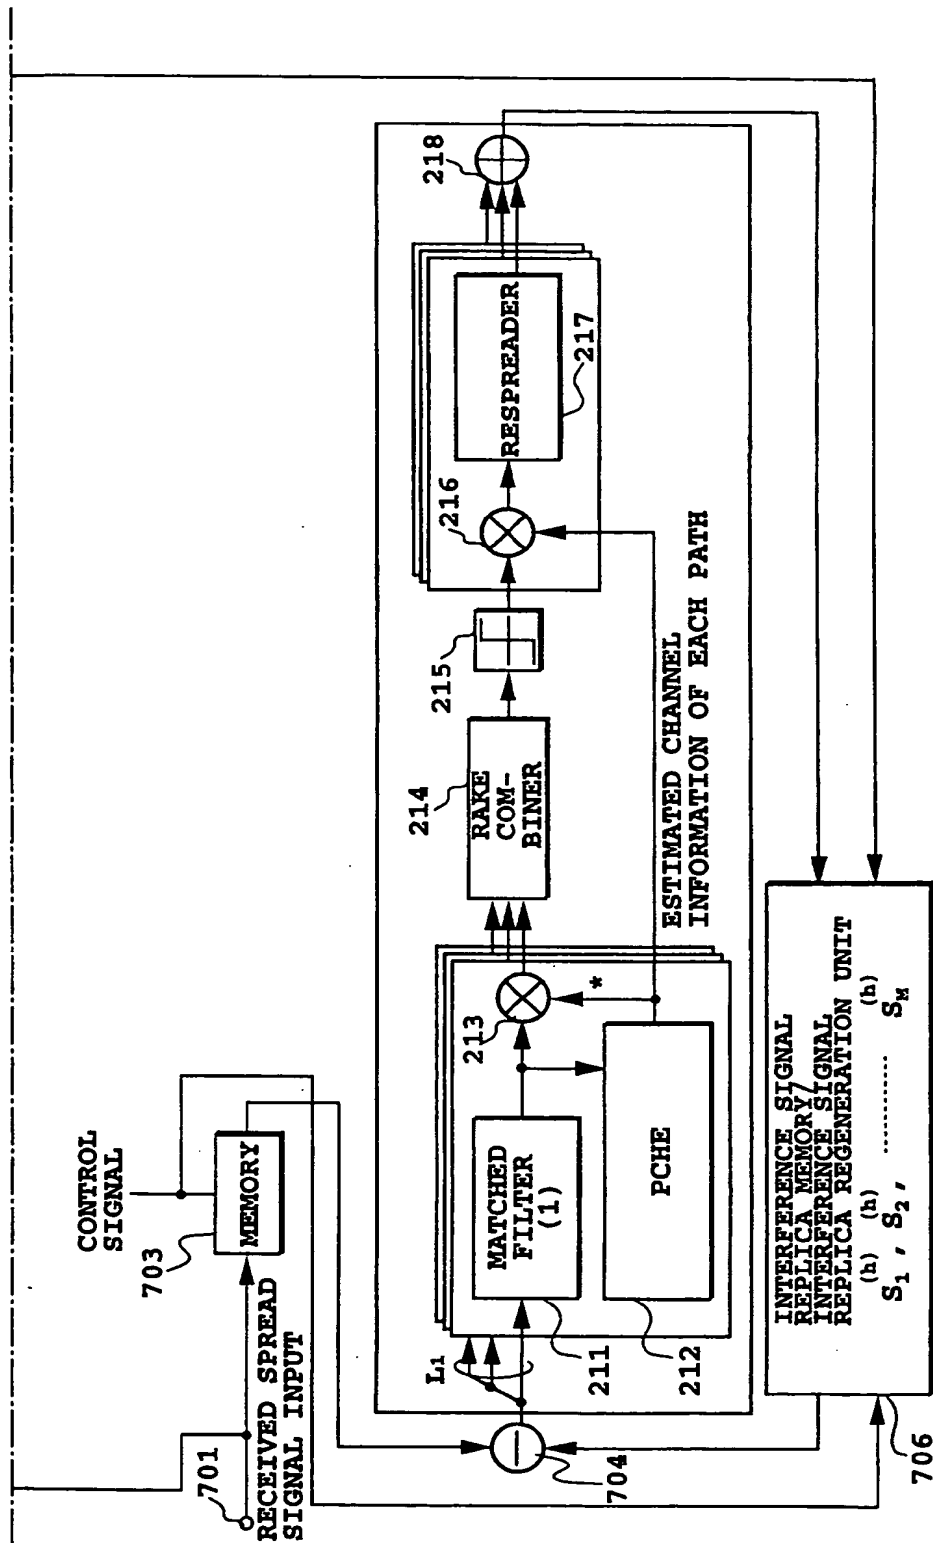 701
RECEIVED SPREAD
SIGNAL INPUT
CONTROL
SIGNAL
703
MEMORY
704
L1
MATCHED
FILTER
(1)
211
PCHE
212
213
*
214
RAKE
COM-
BINER
215
216
RESPREADER
217
218
ESTIMATED CHANNEL
INFORMATION OF EACH PATH
INTERFERENCE SIGNAL
REPLICA MEMORY/
INTERFERENCE SIGNAL
REPLICA REGENERATION UNIT
S1(h), S2(h), .......... SM(h)
706